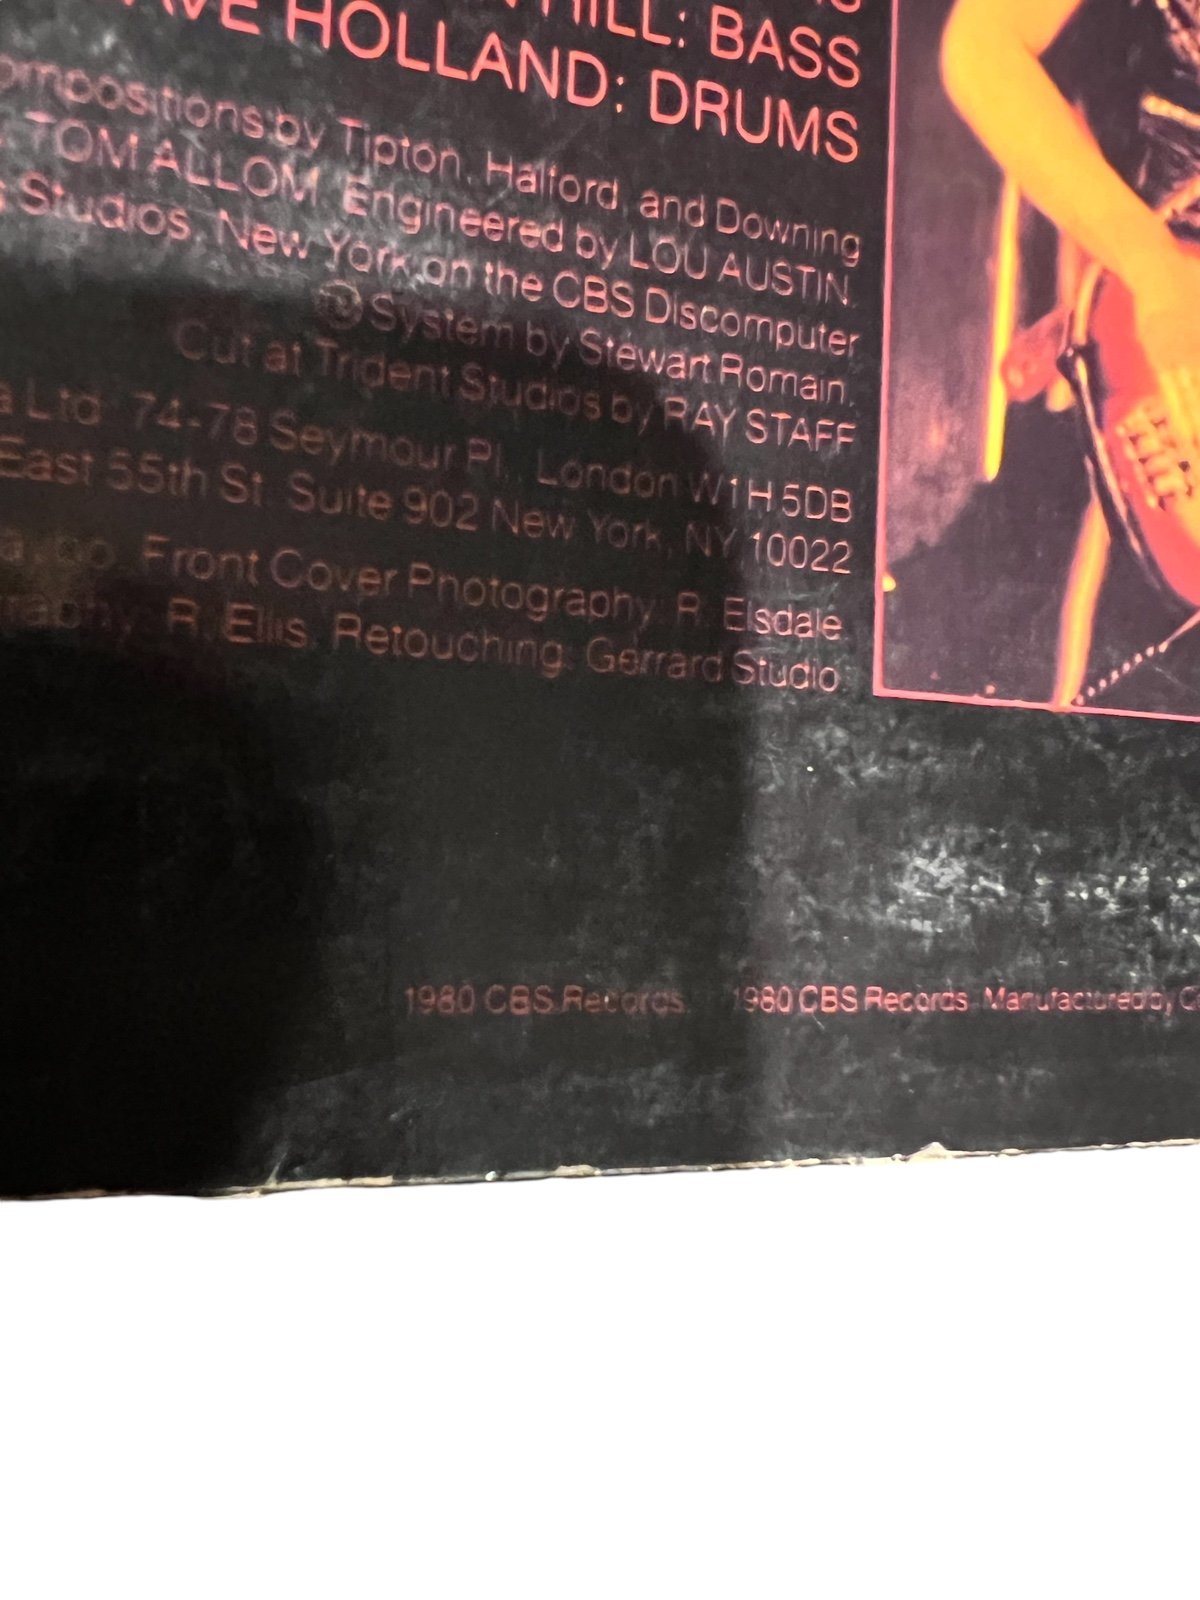 HILL: BASS
HOLLAND: DRUMS
by Tipton, Halford, and Downing
TOM ALLOM. Engineered by LOU AUSTIN.
Studios, New York on the CBS Discomputer
System by Stewart Romain.
Cut at Trident Studios by RAY STAFF
Ltd. 74-78 Seymour Pl., London W1H 5DB
East 55th St. Suite 902 New York, NY 10022
Front Cover Photography: R. Elsdale.
R. Ellis. Retouching: Gerrard Studio.
1980 CBS Records. 1980 CBS Records. Manufactured by